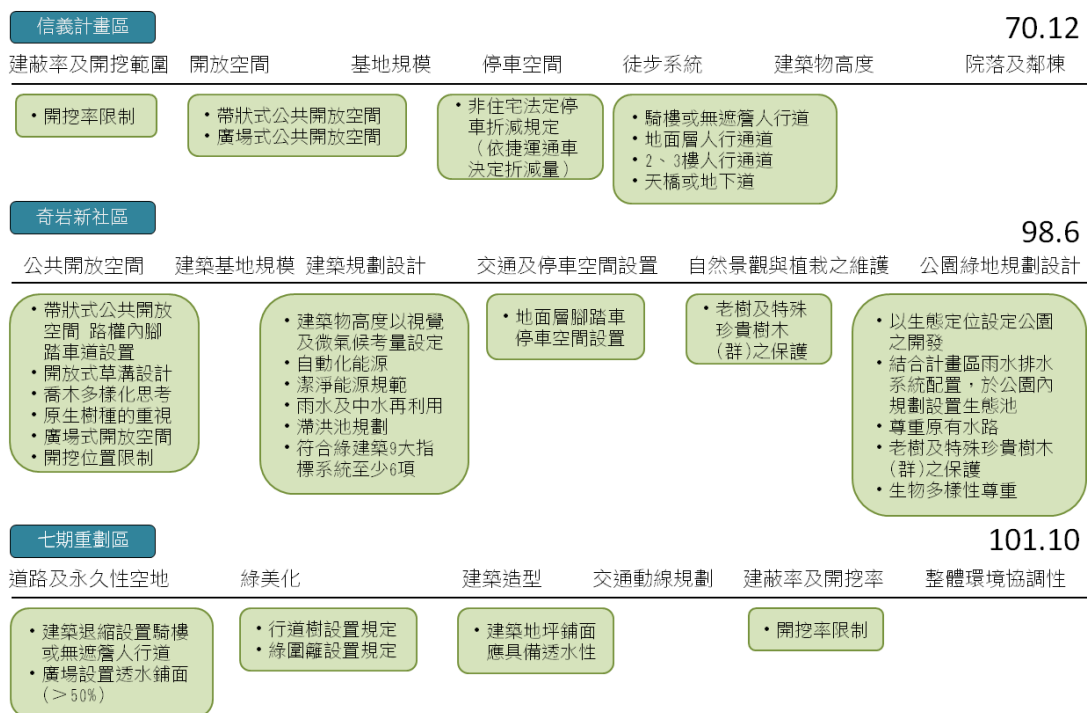 信義計畫區
70.12
建蔽率及開挖範圍 開放空間 基地規模 停車空間 徒步系統 建築物高度 院落及鄰棟
• 開挖率限制
• 帶狀式公共開放空間
• 廣場式公共開放空間
• 非住宅法定停
車折減規定
（依捷運通車
決定折減量）
• 騎樓或無遮簷人行道
• 地面層人行通道
• 2、3樓人行通道
• 天橋或地下道
奇岩新社區
98.6
公共開放空間 建築基地規模 建築規劃設計 交通及停車空間設置 自然景觀與植栽之維護 公園綠地規劃設計
• 帶狀式公共開放
空間 路權內腳
踏車道設置
• 開放式草溝設計
• 喬木多樣化思考
• 原生樹種的重視
• 廣場式開放空間
• 開挖位置限制
• 建築物高度以視覺
及微氣候考量設定
• 自動化能源
• 潔淨能源規範
• 雨水及中水再利用
• 滯洪池規劃
• 符合綠建築9大指
標系統至少6項
• 地面層腳踏車
停車空間設置
• 老樹及特殊
珍貴樹木
(群)之保護
• 以生態定位設定公園
之開發
• 結合計畫區雨水排水
系統配置，於公園內
規劃設置生態池
• 尊重原有水路
• 老樹及特殊珍貴樹木
(群)之保護
• 生物多樣性尊重
七期重劃區
101.10
道路及永久性空地 綠美化 建築造型 交通動線規劃 建蔽率及開挖率 整體環境協調性
• 建築退縮設置騎樓
或無遮簷人行道
• 廣場設置透水鋪面
(＞50%)
• 行道樹設置規定
• 綠圍籬設置規定
• 建築地坪鋪面
應具備透水性
• 開挖率限制